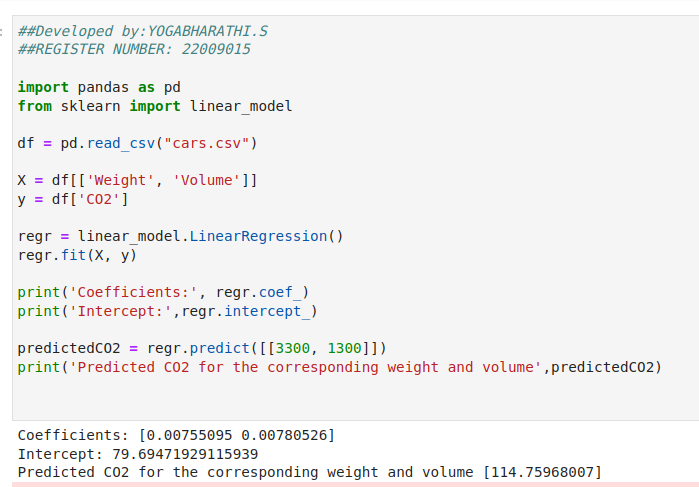 ##Developed by:YOGABHARATHI.S
##REGISTER NUMBER: 22009015
import pandas as pd
from sklearn import linear_model
df = pd.read_csv("cars.csv")
X = df[['Weight', 'Volume']]
y = df['CO2']
regr = linear_model.LinearRegression()
regr.fit(X, y)
print('Coefficients:', regr.coef_)
print('Intercept:',regr.intercept_)
predictedCO2 = regr.predict([[3300, 1300]])
print('Predicted CO2 for the corresponding weight and volume',predictedCO2)
Coefficients: [0.00755095 0.00780526]
Intercept: 79.69471929115939
Predicted CO2 for the corresponding weight and volume [114.75968007]